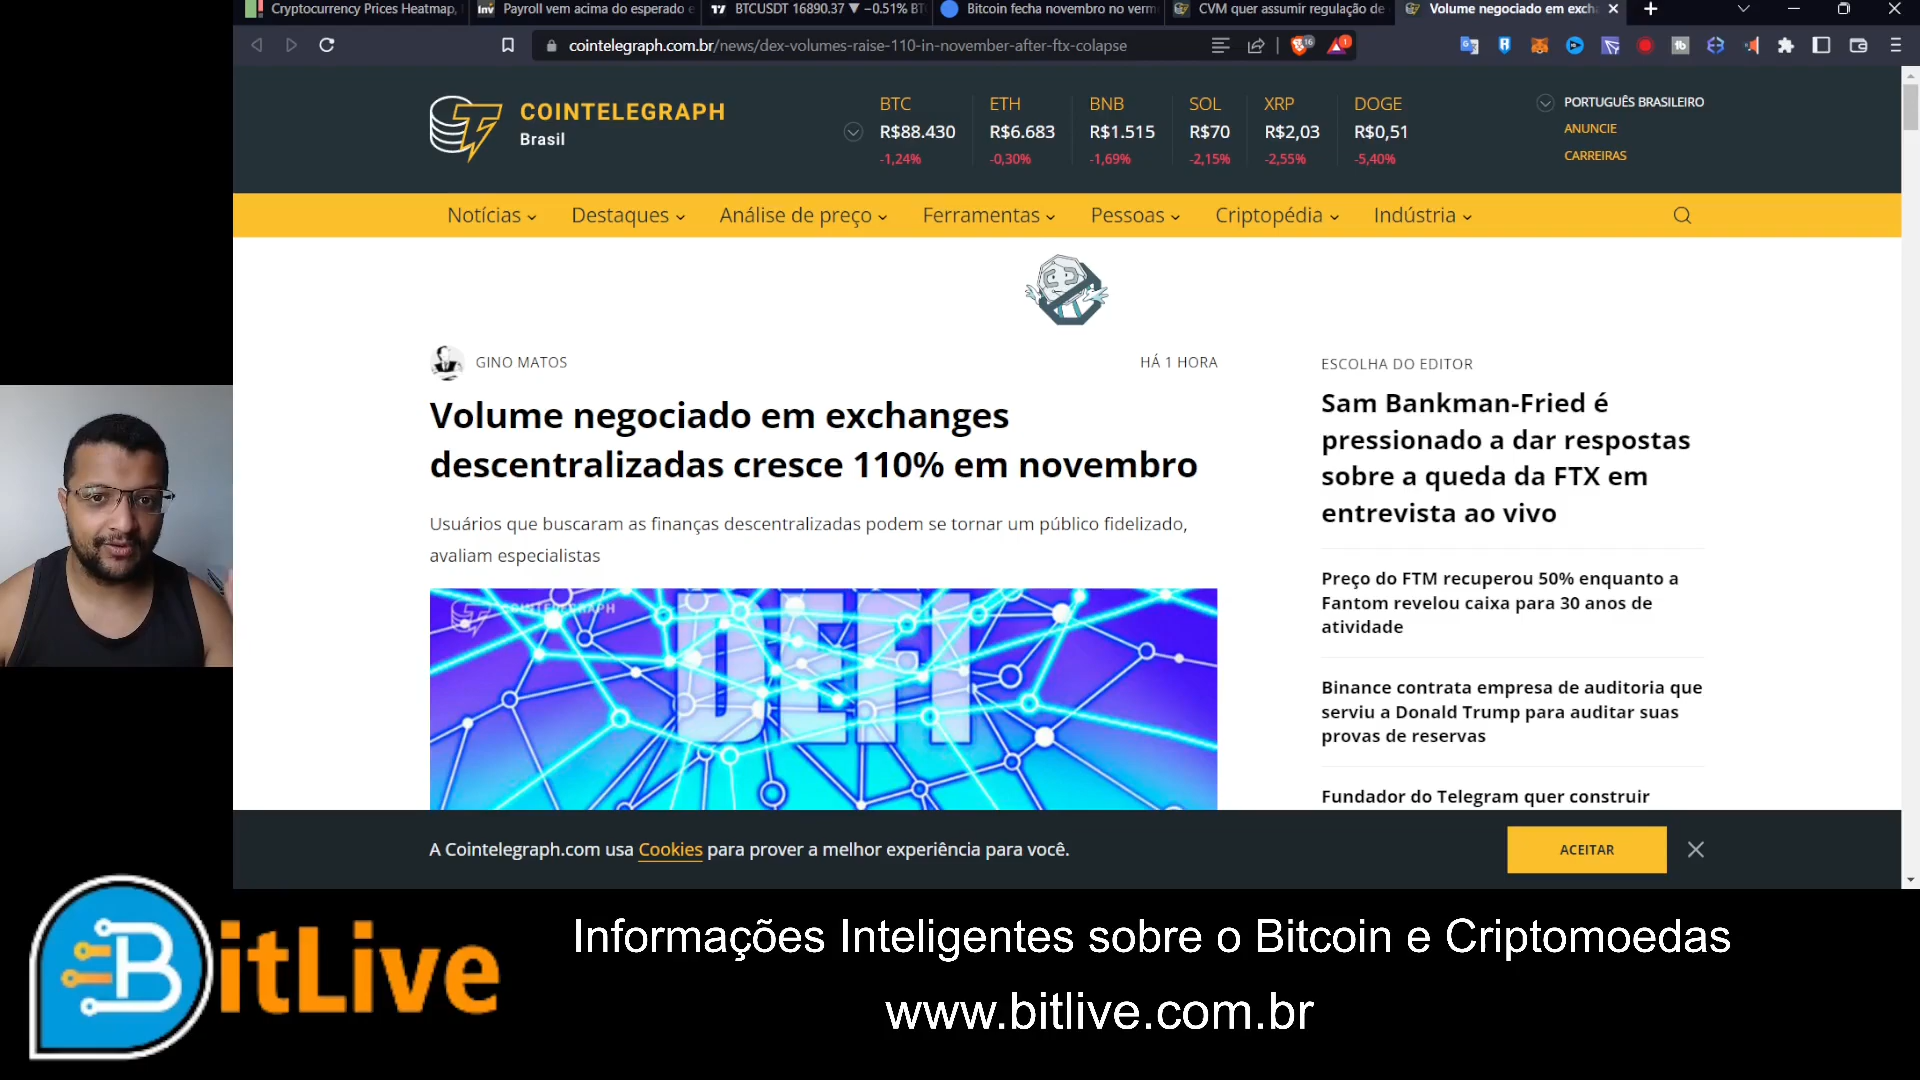 Cryptocurrency Prices Heatmap,
Payroll vem acima do esperado e
BTCUSDT 16890.37 ▼ −0.51% BT
Bitcoin fecha novembro no verm
CVM quer assumir regulação de
Volume negociado em exch
cointelegraph.com.br/news/dex-volumes-raise-110-in-november-after-ftx-colapse
16
1
COINTELEGRAPH
Brasil
BTC
R$88.430
-1,24%
ETH
R$6.683
-0,30%
BNB
R$1.515
-1,69%
SOL
R$70
-2,15%
XRP
R$2,03
-2,55%
DOGE
R$0,51
-5,40%
PORTUGUÊS BRASILEIRO
ANUNCIE
CARREIRAS
Notícias
Destaques
Análise de preço
Ferramentas
Pessoas
Criptopédia
Indústria
GINO MATOS
HÁ 1 HORA
Volume negociado em exchanges
descentralizadas cresce 110% em novembro
Usuários que buscaram as finanças descentralizadas podem se tornar um público fidelizado,
avaliam especialistas
COINTELEGRAPH
DEFI
ESCOLHA DO EDITOR
Sam Bankman-Fried é
pressionado a dar respostas
sobre a queda da FTX em
entrevista ao vivo
Preço do FTM recuperou 50% enquanto a
Fantom revelou caixa para 30 anos de
atividade
Binance contrata empresa de auditoria que
serviu a Donald Trump para auditar suas
provas de reservas
Fundador do Telegram quer construir
A Cointelegraph.com usa Cookies para prover a melhor experiência para você.
ACEITAR
BitLive
Informações Inteligentes sobre o Bitcoin e Criptomoedas
www.bitlive.com.br